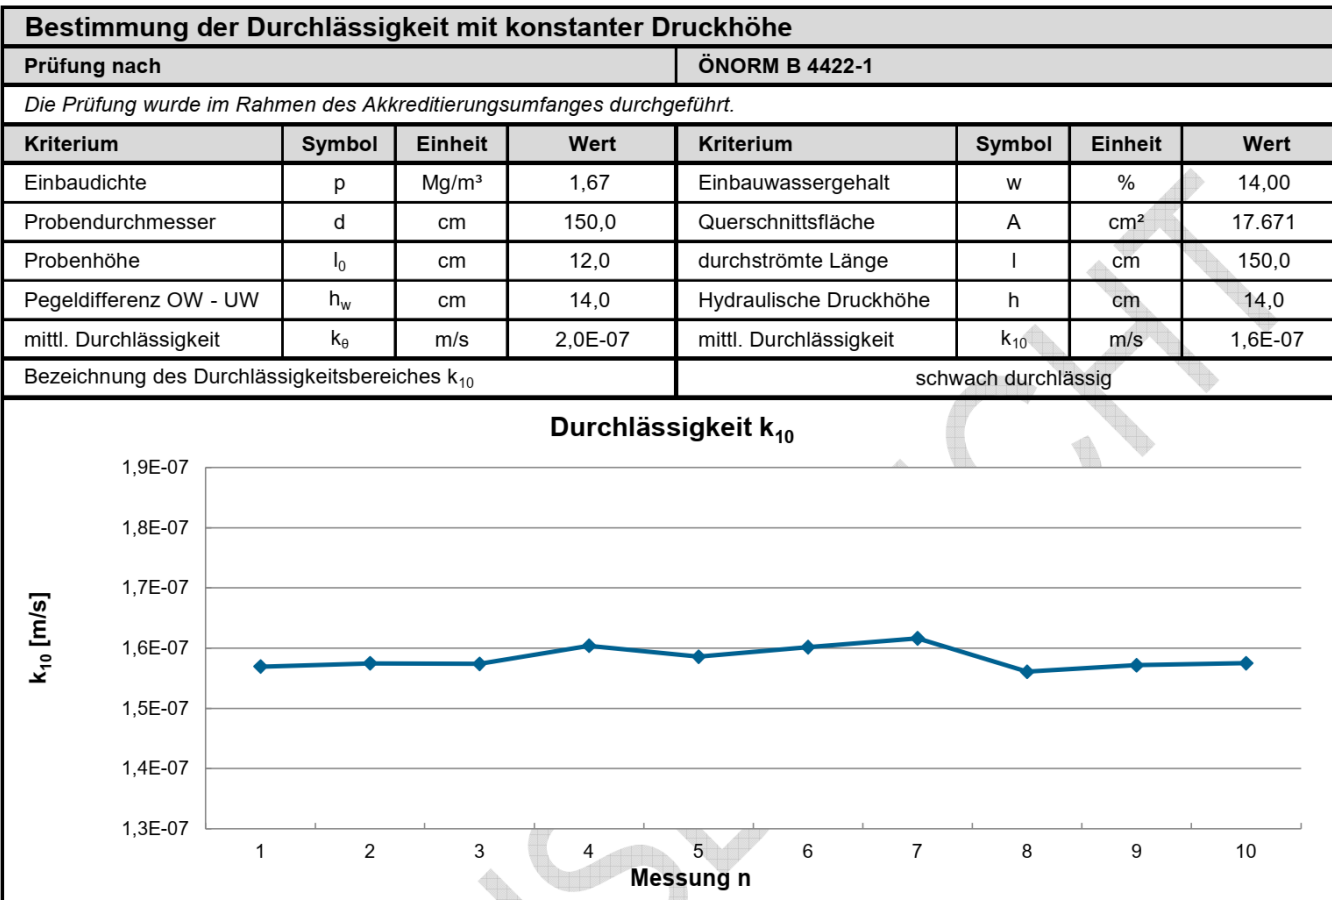 Bestimmung der Durchlässigkeit mit konstanter Druckhöhe
Prüfung nach ÖNORM B 4422-1
Die Prüfung wurde im Rahmen des Akkreditierungsumfanges durchgeführt.
Kriterium Symbol Einheit Wert Kriterium Symbol Einheit Wert
Einbaudichte p Mg/m³ 1,67 Einbauwassergehalt w % 14,00
Probendurchmesser d cm 150,0 Querschnittsfläche A cm² 17.671
Probenhöhe l₀ cm 12,0 durchströmte Länge l cm 150,0
Pegeldifferenz OW - UW h_w cm 14,0 Hydraulische Druckhöhe h cm 14,0
mittl. Durchlässigkeit k_θ m/s 2,0E-07 mittl. Durchlässigkeit k₁₀ m/s 1,6E-07
Bezeichnung des Durchlässigkeitsbereiches k₁₀ schwach durchlässig
Durchlässigkeit k₁₀
1,9E-07
1,8E-07
1,7E-07
1,6E-07
1,5E-07
1,4E-07
1,3E-07
k₁₀ [m/s]
1 2 3 4 5 6 7 8 9 10
Messung n